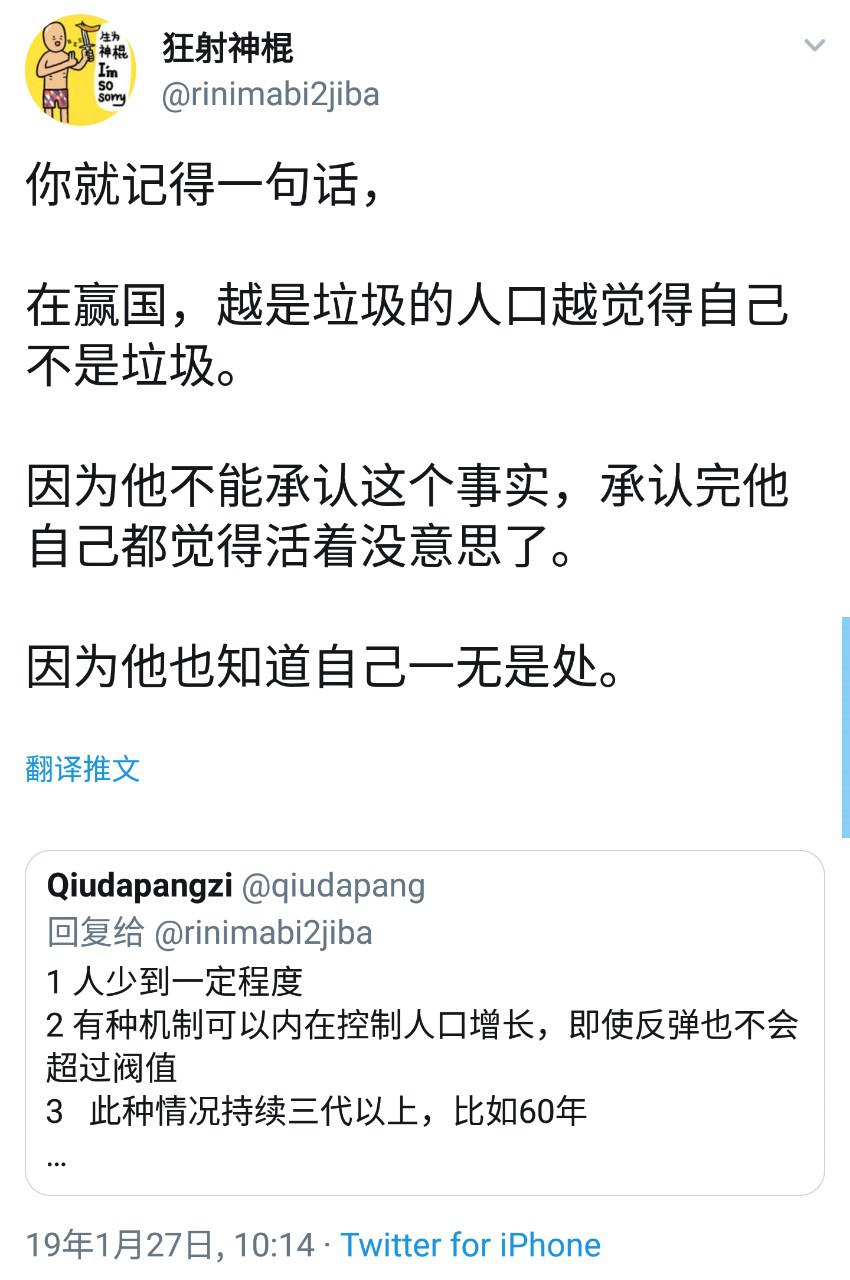 生为
神棍
I'm
so
sorry
狂射神棍
@rinimabi2jiba
你就记得一句话，
在赢国，越是垃圾的人口越觉得自己
不是垃圾。
因为他不能承认这个事实，承认完他
自己都觉得活着没意思了。
因为他也知道自己一无是处。
翻译推文
Qiudapangzi @qiudapang
回复给 @rinimabi2jiba
1 人少到一定程度
2 有种机制可以内在控制人口增长，即使反弹也不会
超过阀值
3 此种情况持续三代以上，比如60年
...
19年1月27日, 10:14 · Twitter for iPhone